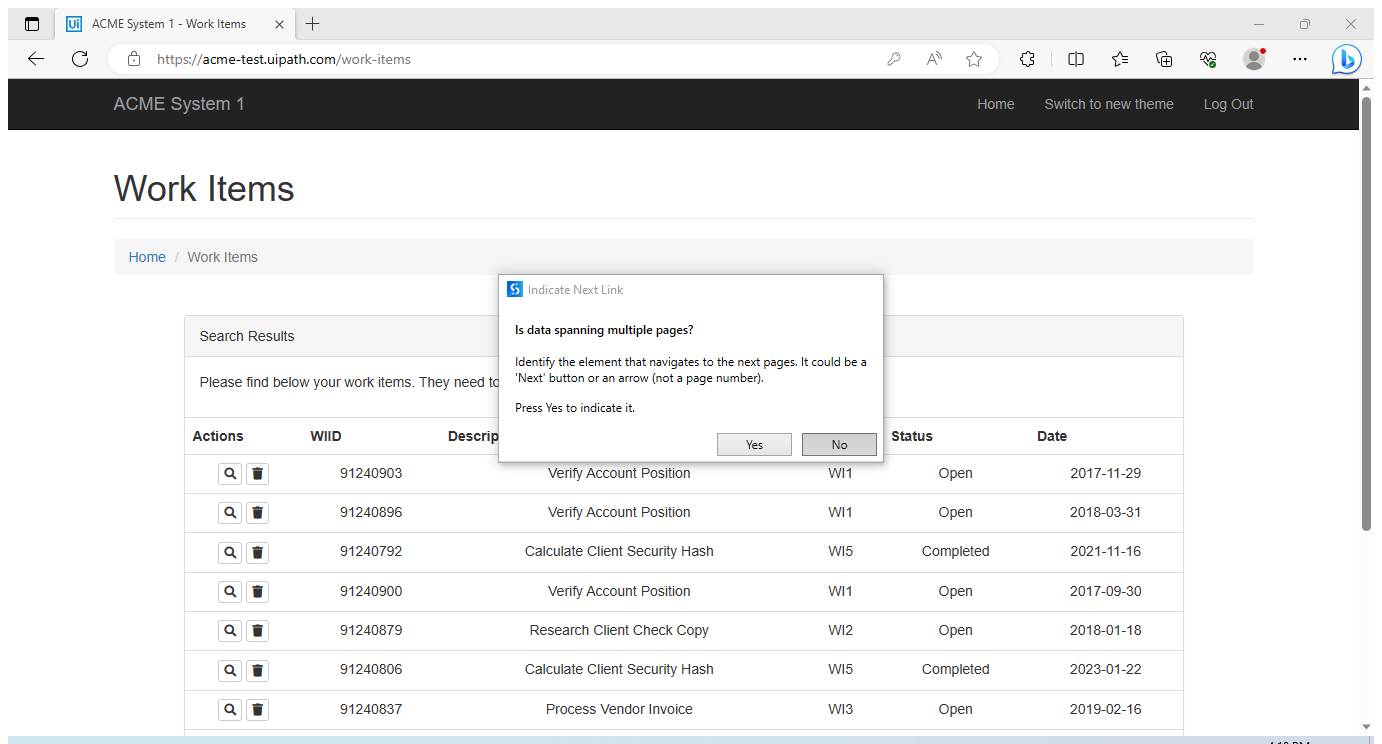 ACME System 1 - Work Items
https://acme-test.uipath.com/work-items
ACME System 1 Home Switch to new theme Log Out
Work Items
Home / Work Items
Indicate Next Link
Is data spanning multiple pages?
Identify the element that navigates to the next pages. It could be a
'Next' button or an arrow (not a page number).
Press Yes to indicate it.
Yes No
Search Results
Please find below your work items. They need to
Actions WIID Descrip Status Date
91240903 Verify Account Position WI1 Open 2017-11-29
91240896 Verify Account Position WI1 Open 2018-03-31
91240792 Calculate Client Security Hash WI5 Completed 2021-11-16
91240900 Verify Account Position WI1 Open 2017-09-30
91240879 Research Client Check Copy WI2 Open 2018-01-18
91240806 Calculate Client Security Hash WI5 Completed 2023-01-22
91240837 Process Vendor Invoice WI3 Open 2019-02-16